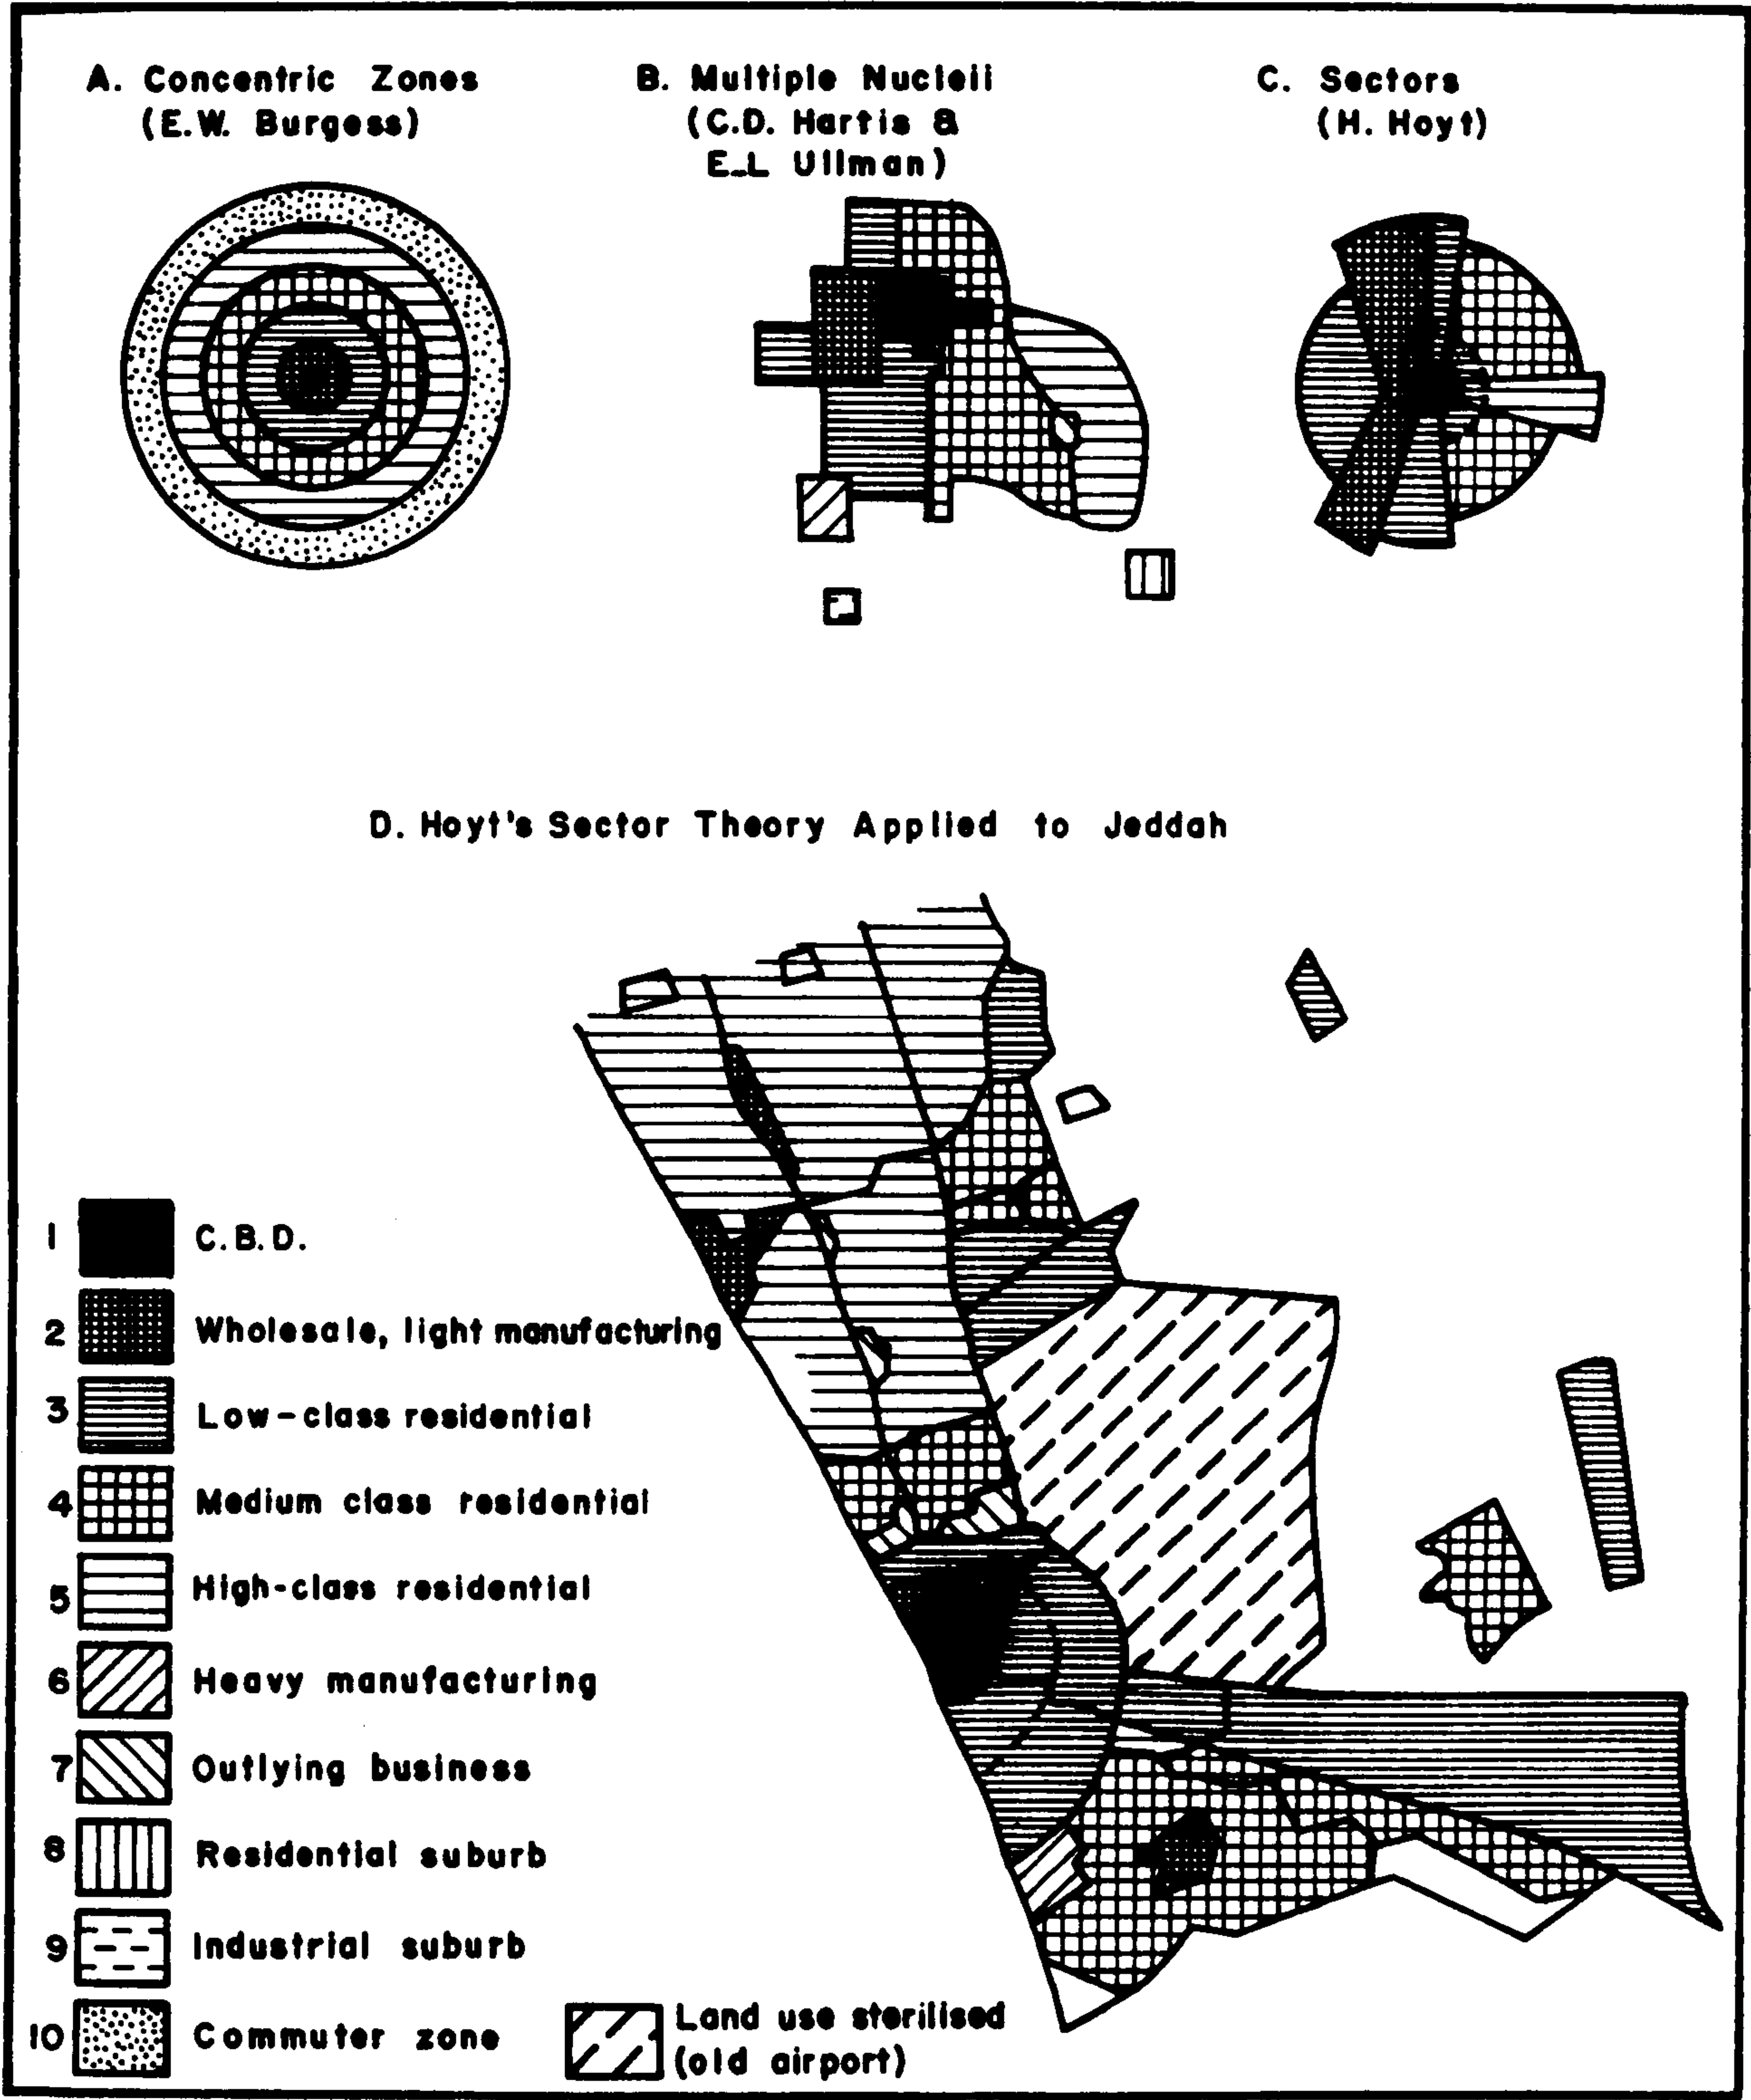 A. Concentric Zones
(E.W. Burgess)
B. Multiple Nucleii
(C.D. Hartis &
E_L Ullman)
C. Sectors
(H. Hoyt)
D. Hoyt's Sector Theory Applied to Jeddah
1 C.B.D.
2 Wholesale, light manufacturing
3 Low-class residential
4 Medium class residential
5 High-class residential
6 Heavy manufacturing
7 Outlying business
8 Residential suburb
9 Industrial suburb
10 Commuter zone
Land use sterilised
(old airport)